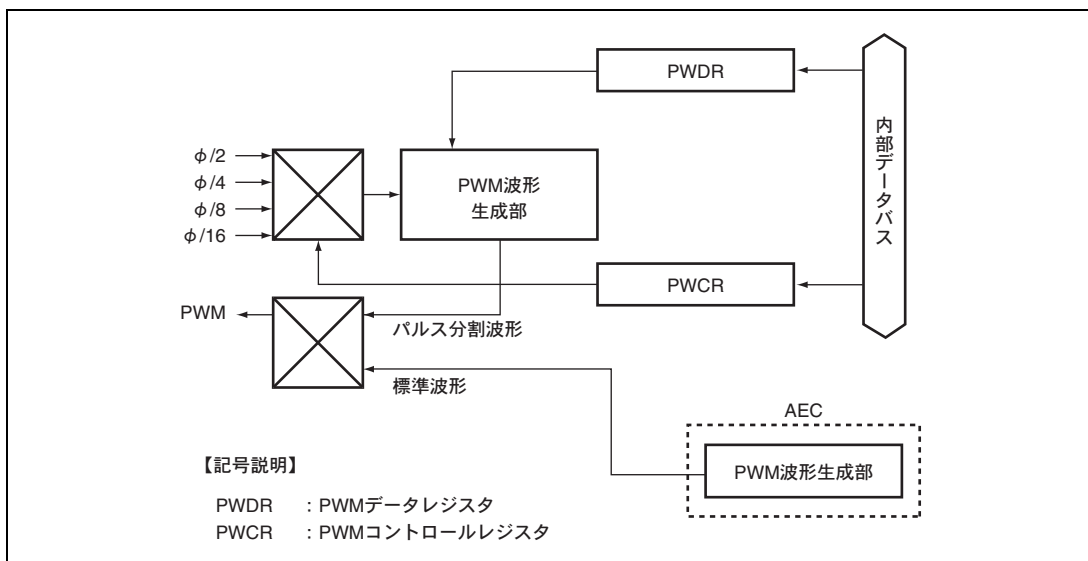 PWDR
内部データバス
φ/2
φ/4
φ/8
φ/16
PWM波形
生成部
PWCR
PWM
パルス分割波形
標準波形
AEC
PWM波形生成部
【記号説明】
PWDR : PWMデータレジスタ
PWCR : PWMコントロールレジスタ